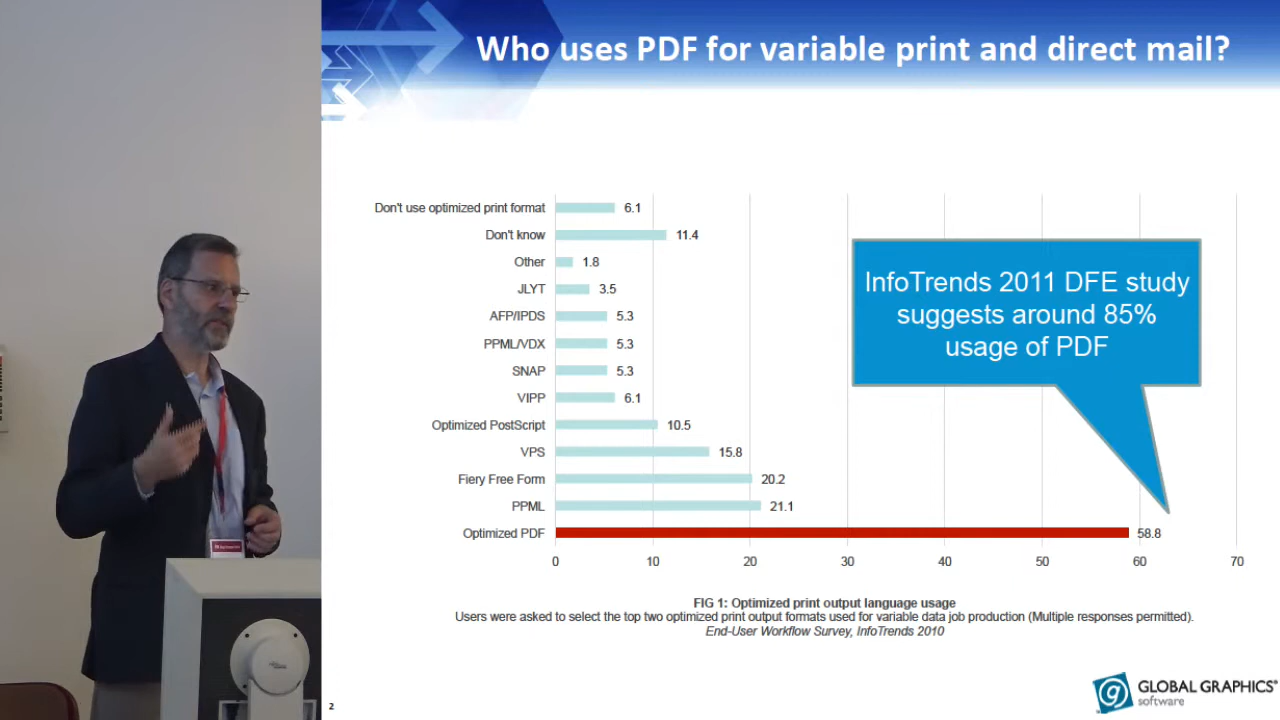 Who uses PDF for variable print and direct mail?
Don't use optimized print format 6.1
Don't know 11.4
Other 1.8
JLYT 3.5
AFP/IPDS 5.3
PPML/VDX 5.3
SNAP 5.3
VIPP 6.1
Optimized PostScript 10.5
VPS 15.8
Fiery Free Form 20.2
PPML 21.1
Optimized PDF 58.8
0 10 20 30 40 50 60 70
InfoTrends 2011 DFE study
suggests around 85%
usage of PDF
FIG 1: Optimized print output language usage
Users were asked to select the top two optimized print output formats used for variable data job production (Multiple responses permitted).
End-User Workflow Survey, InfoTrends 2010
2
g
GLOBAL GRAPHICS®
software